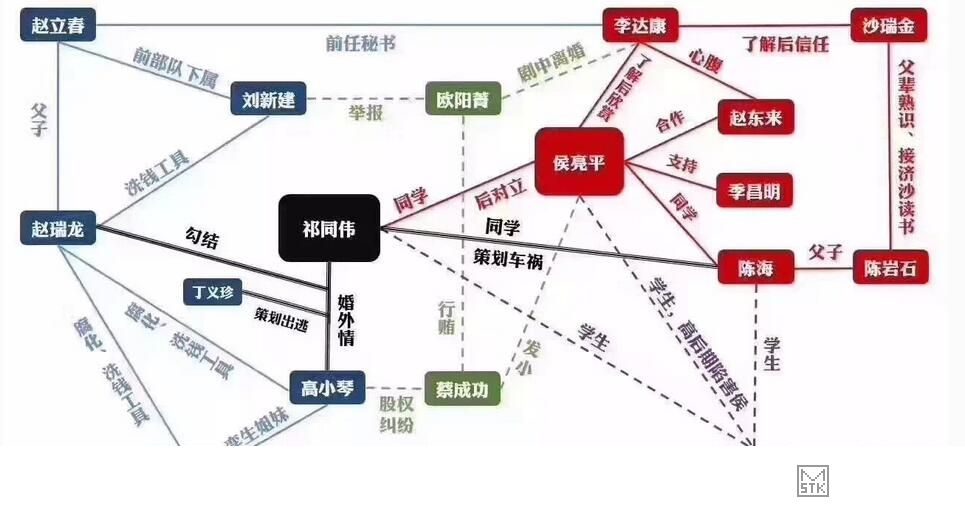 赵立春
李达康
沙瑞金
前任秘书
了解后信任
前部队下属
剧中离婚
心腹
了解后欣赏
父子
刘新建
举报
欧阳菁
赵东来
合作
父辈熟识、接济沙读书
洗钱工具
侯亮平
支持
季昌明
同学
后对立
同学
赵瑞龙
勾结
祁同伟
同学
策划车祸
陈海
父子
陈岩石
丁义珍
策划出逃
婚外情
行贿
发小
学生
学生，高后期陷害侯
学生
腐化、洗钱工具
腐化、洗钱工具
高小琴
股权
纠纷
蔡成功
孪生姐妹
M
STK